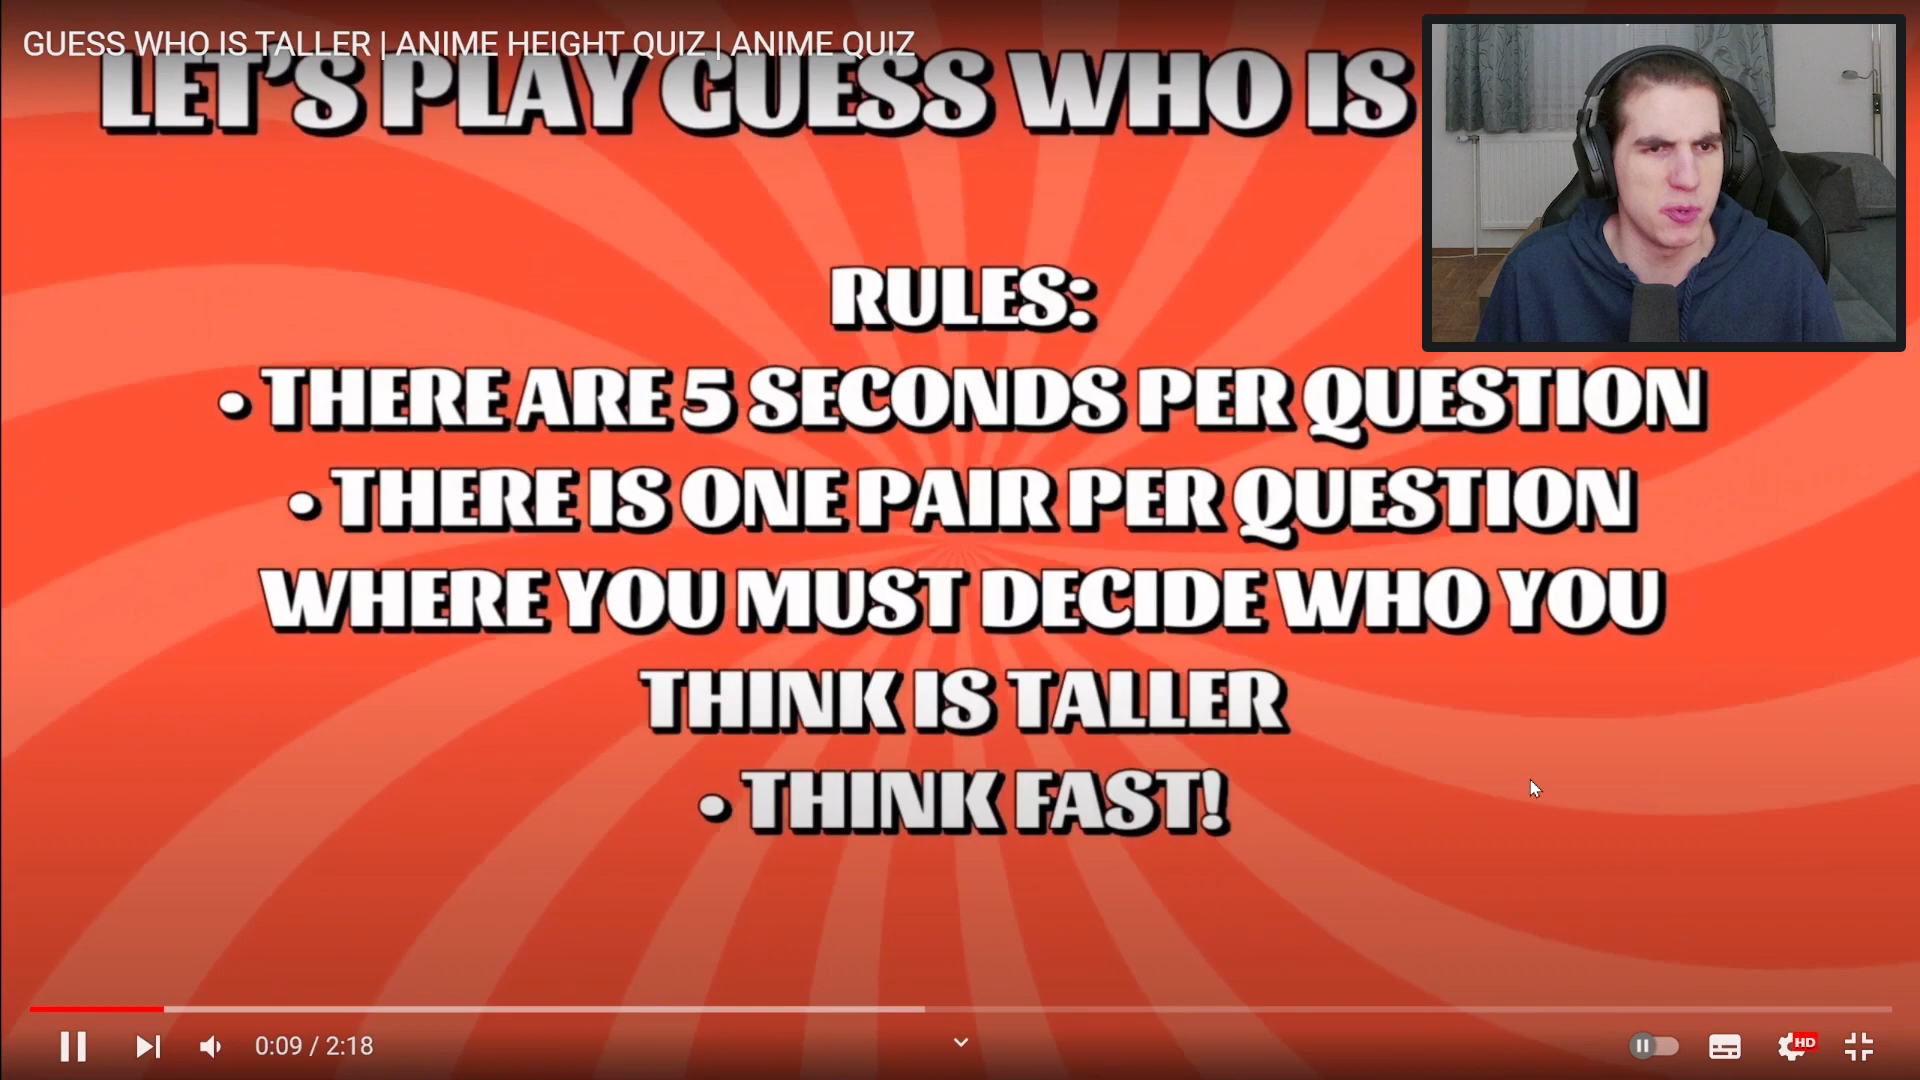 GUESS WHO IS TALLER | ANIME HEIGHT QUIZ | ANIME QUIZ
LET'S PLAY GUESS WHO IS
RULES:
• THERE ARE 5 SECONDS PER QUESTION
• THERE IS ONE PAIR PER QUESTION
WHERE YOU MUST DECIDE WHO YOU
THINK IS TALLER
• THINK FAST!
0:09 / 2:18
HD